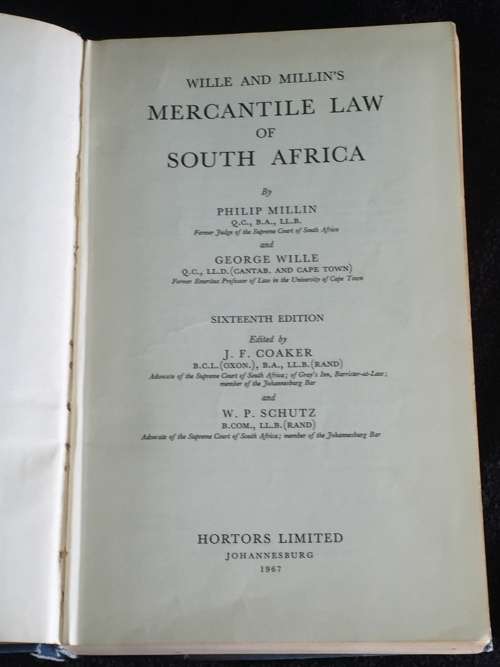 WILLE AND MILLIN'S
MERCANTILE LAW
OF
SOUTH AFRICA
By
PHILIP MILLIN
Q.C., B.A., LL.B.
Former Judge of the Supreme Court of South Africa
and
GEORGE WILLE
Q.C., LL.D. (CANTAB. AND CAPE TOWN)
Former Emeritus Professor of Law in the University of Cape Town
SIXTEENTH EDITION
Edited by
J. F. COAKER
B.C.L. (OXON.), B.A., LL.B. (RAND)
Advocate of the Supreme Court of South Africa; of Gray's Inn, Barrister-at-Law;
member of the Johannesburg Bar
and
W. P. SCHUTZ
B.COM., LL.B. (RAND)
Advocate of the Supreme Court of South Africa; member of the Johannesburg Bar
HORTORS LIMITED
JOHANNESBURG
1967